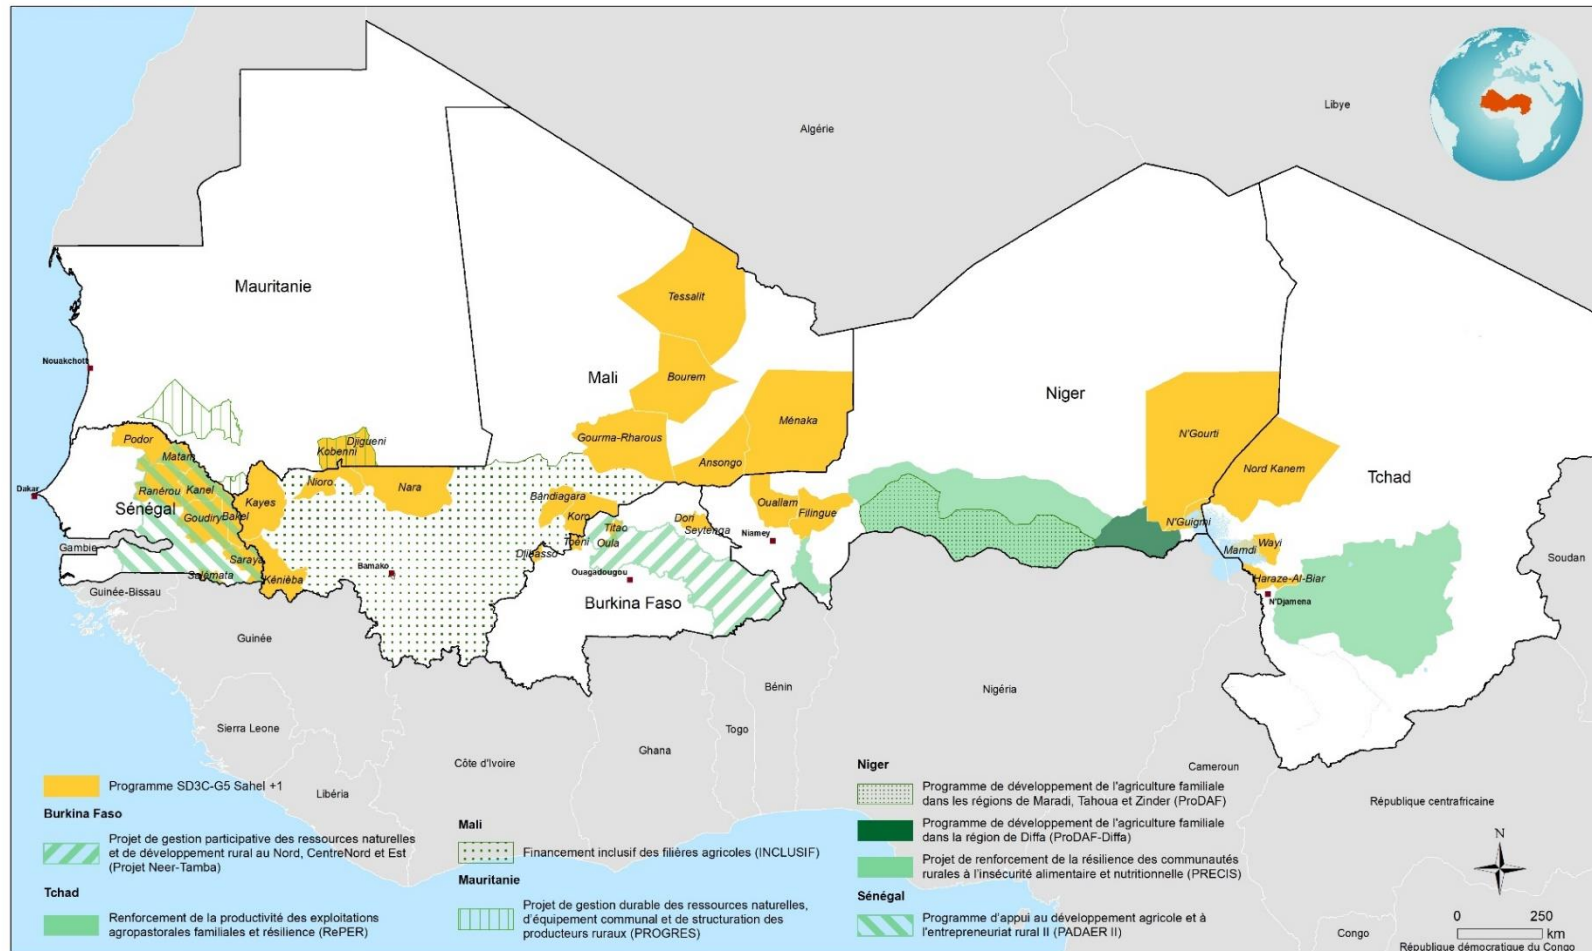 Libye
Algérie
Mauritanie
Tessalit
Nouakchott
Mali
Bourem
Niger
Ménaka
N'Gourti
Gourma-Rharous
Podor
Djigueni
Kobenni
Matam
Ansongo
Nord Kanem
Nioro
Nara
Tchad
Dakar
Ranérou
Kanel
Kayes
Bandiagara
Ouallam
Filingue
Sénégal
Goudiry
Bakel
Koro
Dori
Seytenga
N'Guigmi
Titao
Toéni
Oula
Niamey
Gambie
Djibasso
Mamdi
Wayi
Saraya
Soudan
Salémata
Kéniéba
Bamako
Ouagadougou
Haraze-Al-Biar
Guinée-Bissau
Burkina Faso
N'Djamena
Guinée
Bénin
Nigéria
Sierra Leone
Togo
Ghana
Côte d'Ivoire
Cameroun
Libéria
République centrafricaine
Congo
République démocratique du Congo
Programme SD3C-G5 Sahel +1
Burkina Faso
Projet de gestion participative des ressources naturelles
et de développement rural au Nord, CentreNord et Est
(Projet Neer-Tamba)
Tchad
Renforcement de la productivité des exploitations
agropastorales familiales et résilience (RePER)
Mali
Financement inclusif des filières agricoles (INCLUSIF)
Mauritanie
Projet de gestion durable des ressources naturelles,
d'équipement communal et de structuration des
producteurs ruraux (PROGRES)
Niger
Programme de développement de l'agriculture familiale
dans les régions de Maradi, Tahoua et Zinder (ProDAF)
Programme de développement de l'agriculture familiale
dans la région de Diffa (ProDAF-Diffa)
Projet de renforcement de la résilience des communautés
rurales à l'insécurité alimentaire et nutritionnelle (PRECIS)
Sénégal
Programme d'appui au développement agricole et à
l'entrepreneuriat rural II (PADAER II)
N
0 250
km